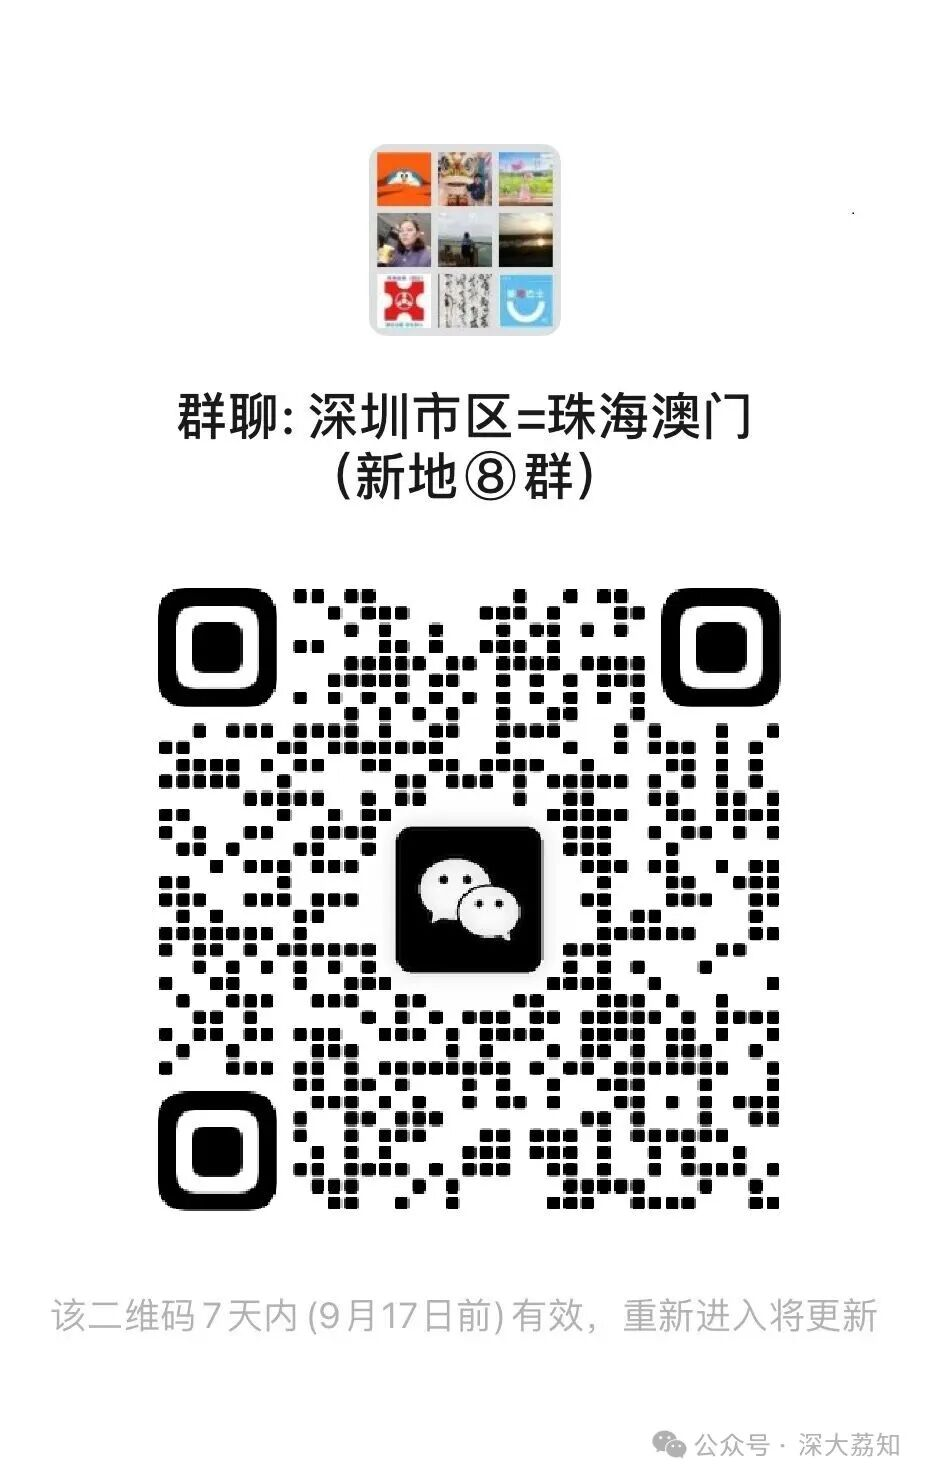 群聊: 深圳市区=珠海澳门
(新地⑧群)
该二维码7天内(9月17日前)有效，重新进入将更新
公众号 · 深大荔知